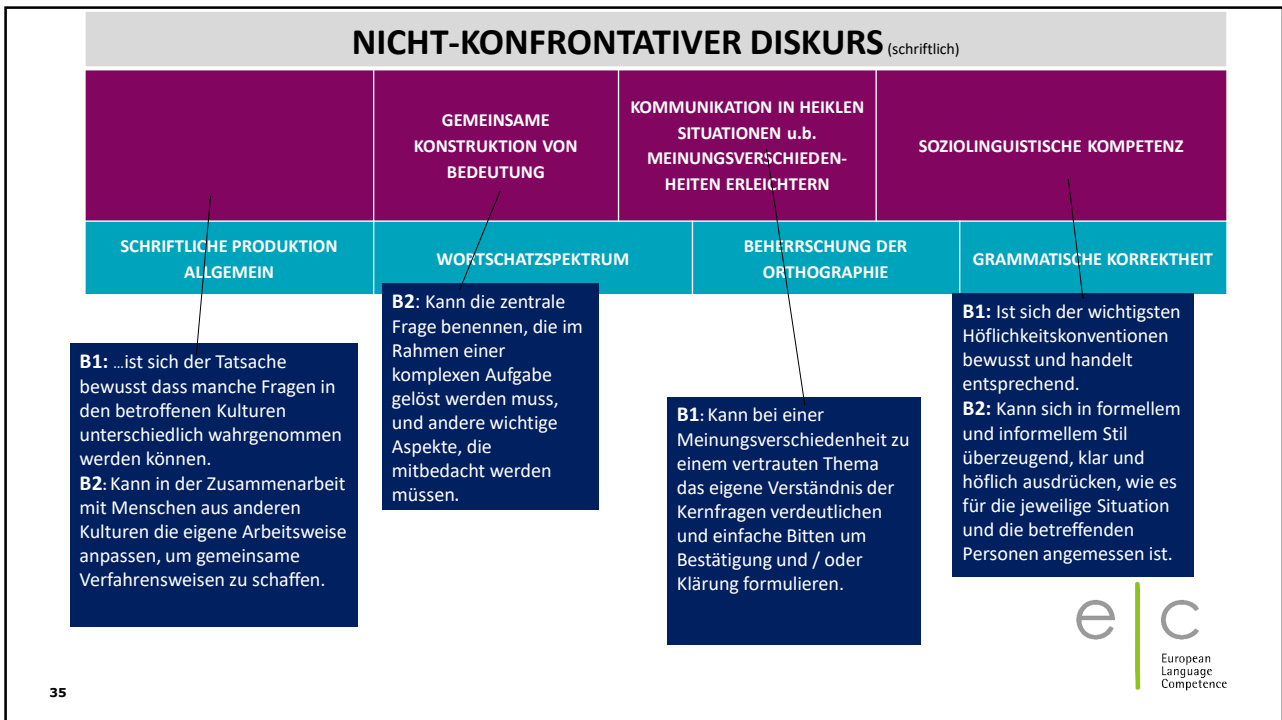 NICHT-KONFRONTATIVER DISKURS (schriftlich)
GEMEINSAME
KONSTRUKTION VON
BEDEUTUNG
KOMMUNIKATION IN HEIKLEN
SITUATIONEN u.b.
MEINUNGSVERSCHIEDEN-
HEITEN ERLEICHTERN
SOZIOLINGUISTISCHE KOMPETENZ
SCHRIFTLICHE PRODUKTION
ALLGEMEIN
WORTSCHATZSPEKTRUM
BEHERRSCHUNG DER
ORTHOGRAPHIE
GRAMMATISCHE KORREKTHEIT
B1: …ist sich der Tatsache
bewusst dass manche Fragen in
den betroffenen Kulturen
unterschiedlich wahrgenommen
werden können.
B2: Kann in der Zusammenarbeit
mit Menschen aus anderen
Kulturen die eigene Arbeitsweise
anpassen, um gemeinsame
Verfahrensweisen zu schaffen.
B2: Kann die zentrale
Frage benennen, die im
Rahmen einer
komplexen Aufgabe
gelöst werden muss,
und andere wichtige
Aspekte, die
mitbedacht werden
müssen.
B1: Kann bei einer
Meinungsverschiedenheit zu
einem vertrauten Thema
das eigene Verständnis der
Kernfragen verdeutlichen
und einfache Bitten um
Bestätigung und / oder
Klärung formulieren.
B1: Ist sich der wichtigsten
Höflichkeitskonventionen
bewusst und handelt
entsprechend.
B2: Kann sich in formellem
und informellem Stil
überzeugend, klar und
höflich ausdrücken, wie es
für die jeweilige Situation
und die betreffenden
Personen angemessen ist.
e c
European
Language
Competence
35